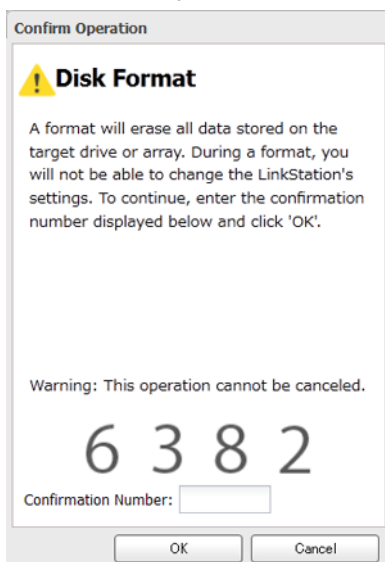 Confirm Operation
Disk Format
A format will erase all data stored on the
target drive or array. During a format, you
will not be able to change the LinkStation's
settings. To continue, enter the confirmation
number displayed below and click 'OK'.
Warning: This operation cannot be canceled.
6 3 8 2
Confirmation Number:
OK Cancel